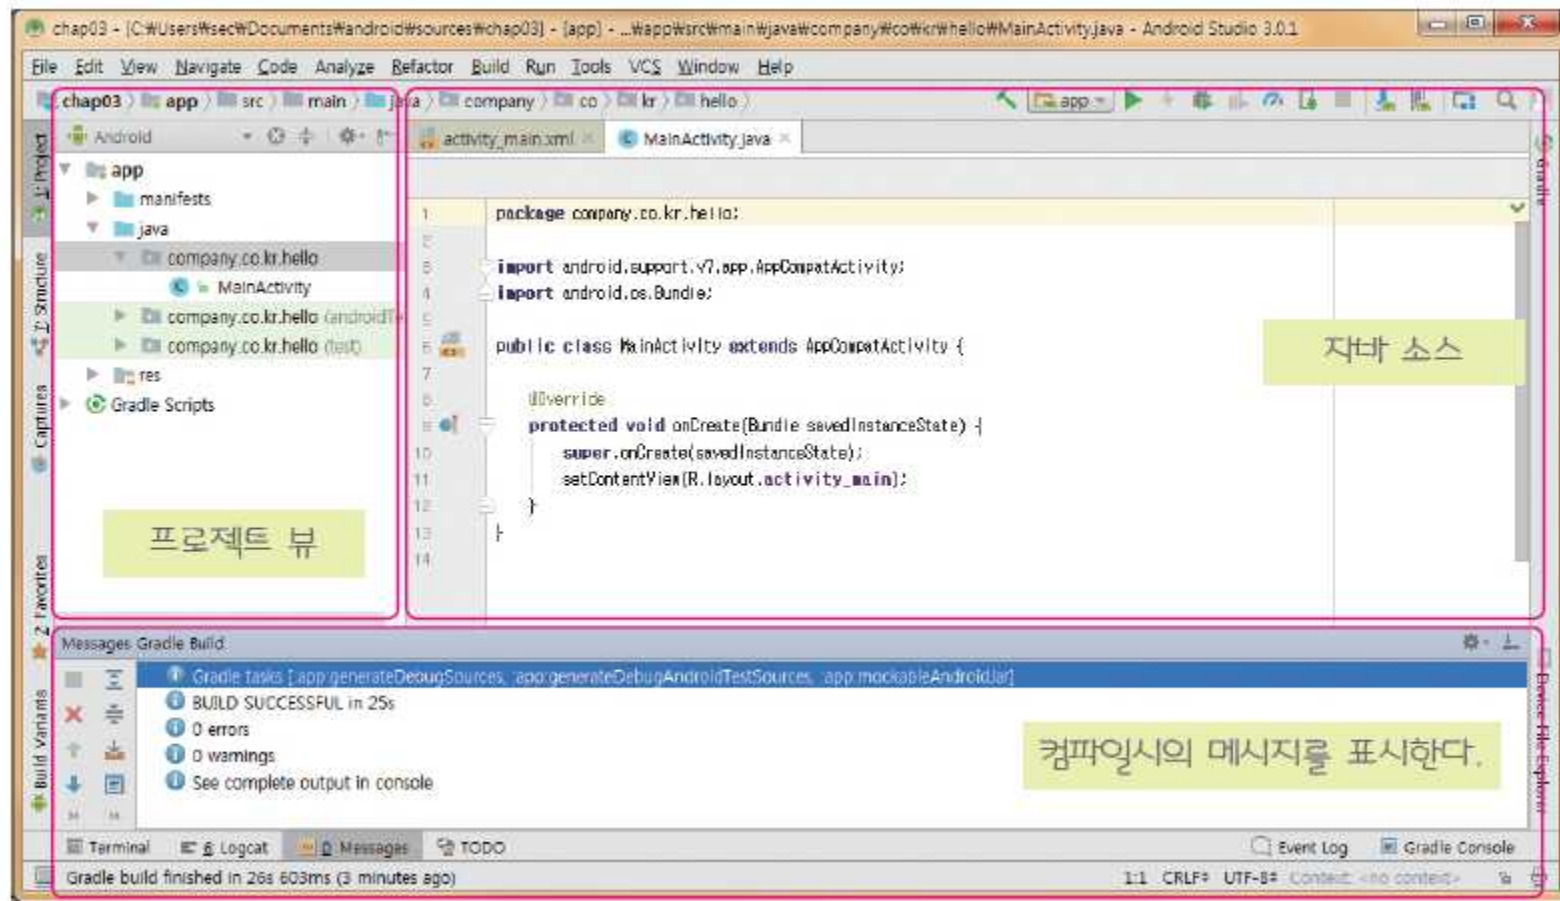 chap03 - [C:₩Users₩sec₩Documents₩android₩sources₩chap03] - [app] - ...₩app₩src₩main₩java₩company₩co₩kr₩hello₩MainActivity.java - Android Studio 3.0.1
File Edit View Navigate Code Analyze Refactor Build Run Tools VCS Window Help
chap03 app src main java company co kr hello
app
1: Project
Android
activity_main.xml
MainActivity.java
Gradle
app
manifests
java
company.co.kr.hello
MainActivity
company.co.kr.hello (androidTe
company.co.kr.hello (test)
res
Gradle Scripts
프로젝트 뷰
Structure
Captures
2: Favorites
Build Variants
1 package company.co.kr.hello;
2
3 import android.support.v7.app.AppCompatActivity;
4 import android.os.Bundle;
5
6 public class MainActivity extends AppCompatActivity {
7
8 @Override
9 protected void onCreate(Bundle savedInstanceState) {
10 super.onCreate(savedInstanceState);
11 setContentView(R.layout.activity_main);
12 }
13 }
14
자바 소스
Messages Gradle Build
Gradle tasks [:app:generateDebugSources, :app:generateDebugAndroidTestSources, :app:mockableAndroidJar]
BUILD SUCCESSFUL in 25s
0 errors
0 warnings
See complete output in console
컴파일시의 메시지를 표시한다.
Device File Explorer
Terminal 6: Logcat 0: Messages TODO Event Log Gradle Console
Gradle build finished in 26s 603ms (3 minutes ago) 1:1 CRLF UTF-8 Context: <no context>